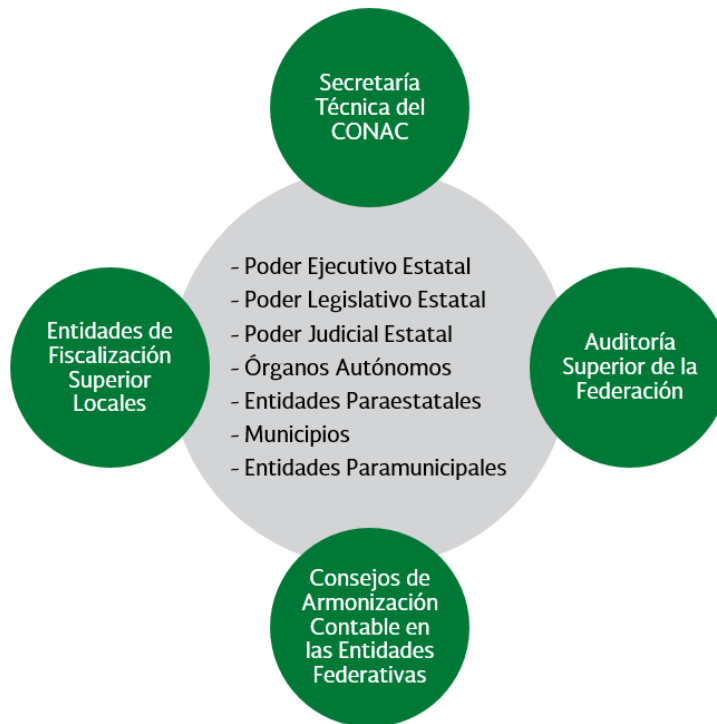 Secretaría
Técnica del
CONAC
- Poder Ejecutivo Estatal
- Poder Legislativo Estatal
- Poder Judicial Estatal
- Órganos Autónomos
- Entidades Paraestatales
- Municipios
- Entidades Paramunicipales
Entidades de
Fiscalización
Superior
Locales
Auditoría
Superior de la
Federación
Consejos de
Armonización
Contable en
las Entidades
Federativas